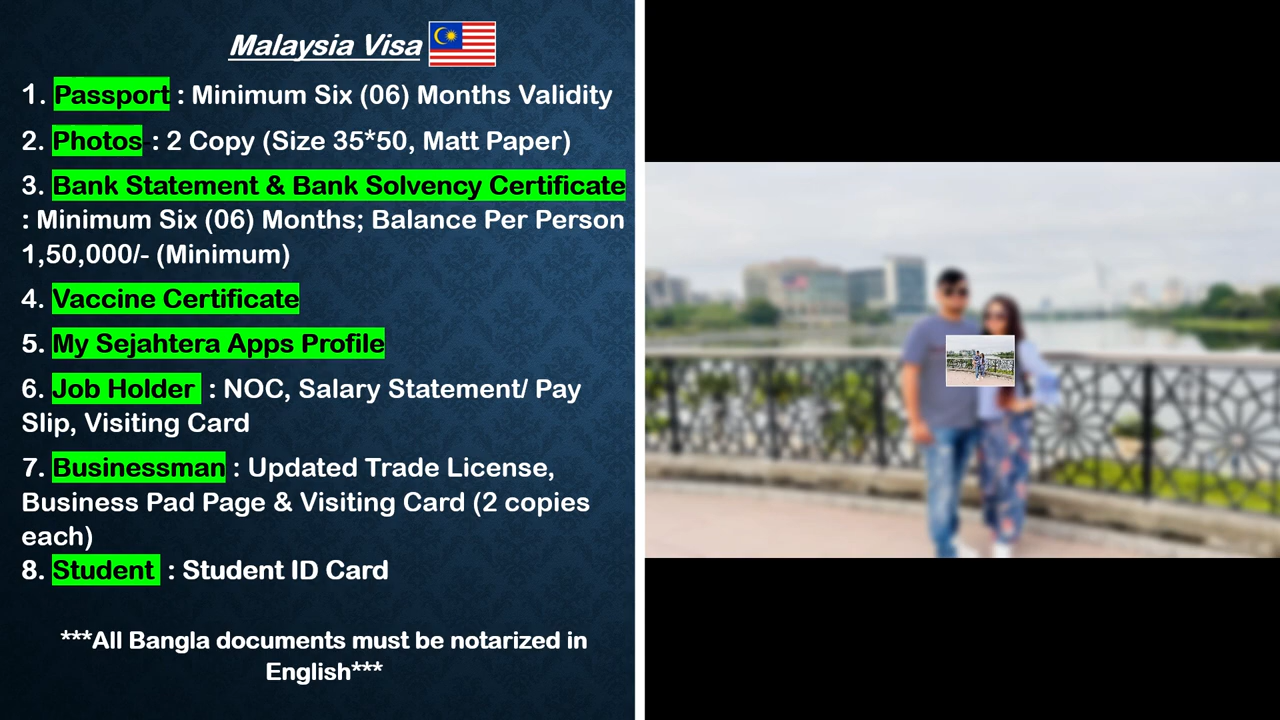 Malaysia Visa
1. Passport : Minimum Six (06) Months Validity
2. Photos : 2 Copy (Size 35*50, Matt Paper)
3. Bank Statement & Bank Solvency Certificate
: Minimum Six (06) Months; Balance Per Person
1,50,000/- (Minimum)
4. Vaccine Certificate
5. My Sejahtera Apps Profile
6. Job Holder : NOC, Salary Statement/ Pay
Slip, Visiting Card
7. Businessman : Updated Trade License,
Business Pad Page & Visiting Card (2 copies
each)
8. Student : Student ID Card
***All Bangla documents must be notarized in
English***